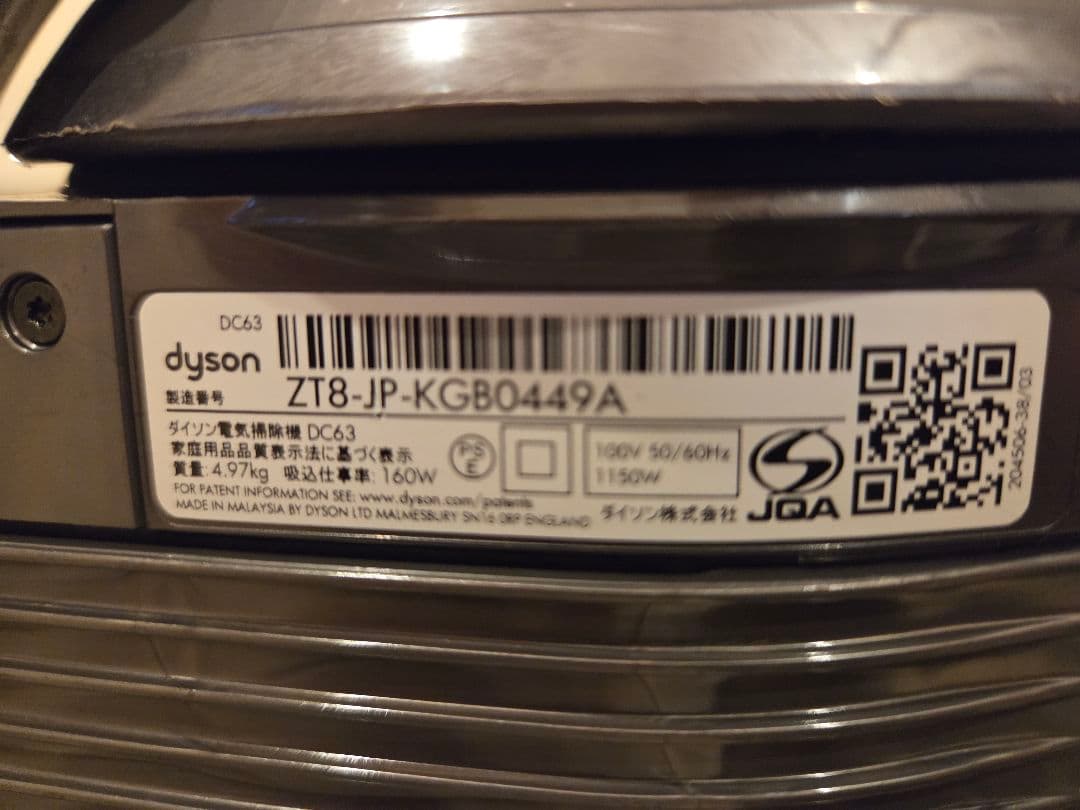 DC63
dyson
製造番号 ZT8-JP-KGB0449A
ダイソン電気掃除機 DC63
家庭用品品質表示法に基づく表示
質量: 4.97kg 吸込仕事率: 160W
FOR PATENT INFORMATION SEE: www.dyson.com/patents
MADE IN MALAYSIA BY DYSON LTD MALMESBURY SN16 0RP ENGLAND
PS
E
100V 50/60Hz
1150W
ダイソン株式会社
JQA
204506-38/03